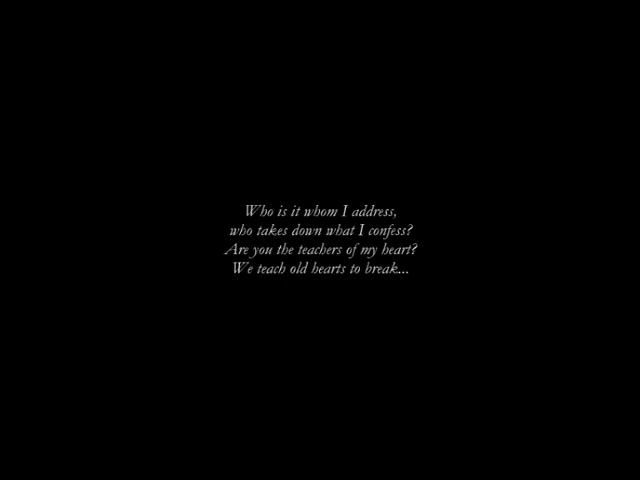 Who is it whom I address,
who takes down what I confess?
Are you the teachers of my heart?
We teach old hearts to break...